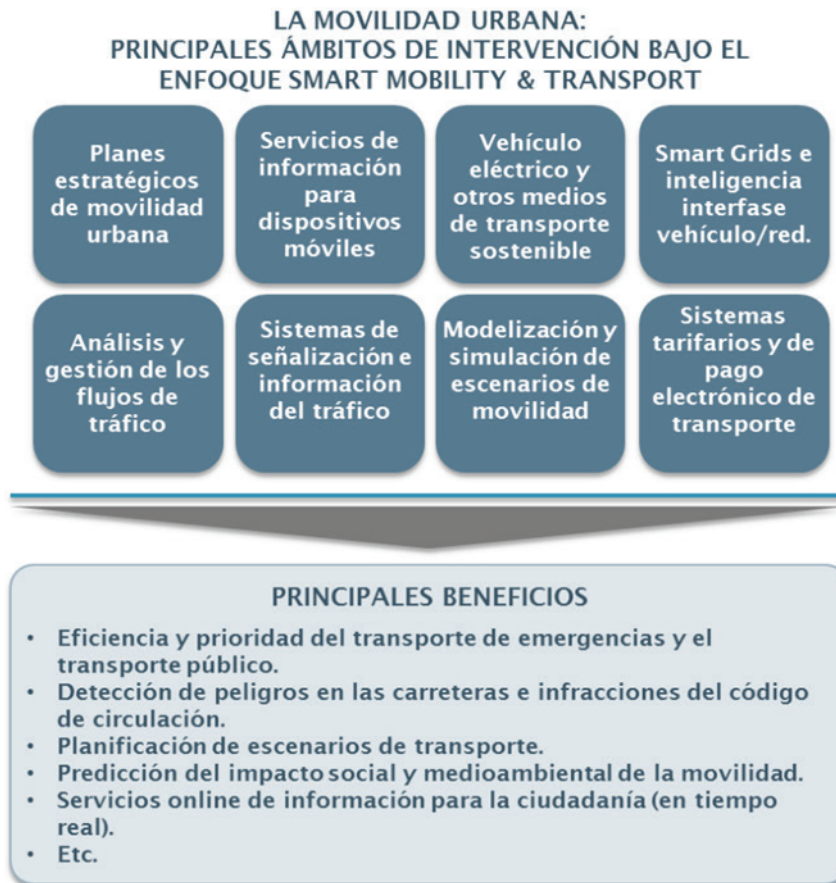 LA MOVILIDAD URBANA:
PRINCIPALES ÁMBITOS DE INTERVENCIÓN BAJO EL
ENFOQUE SMART MOBILITY & TRANSPORT
Planes
estratégicos
de movilidad
urbana
Servicios de
información
para
dispositivos
móviles
Vehículo
eléctrico y
otros medios
de transporte
sostenible
Smart Grids e
inteligencia
interfase
vehículo/red.
Análisis y
gestión de los
flujos de
tráfico
Sistemas de
señalización e
información
del tráfico
Modelización y
simulación de
escenarios de
movilidad
Sistemas
tarifarios y de
pago
electrónico de
transporte
PRINCIPALES BENEFICIOS
• Eficiencia y prioridad del transporte de emergencias y el
transporte público.
• Detección de peligros en las carreteras e infracciones del código
de circulación.
• Planificación de escenarios de transporte.
• Predicción del impacto social y medioambiental de la movilidad.
• Servicios online de información para la ciudadanía (en tiempo
real).
• Etc.